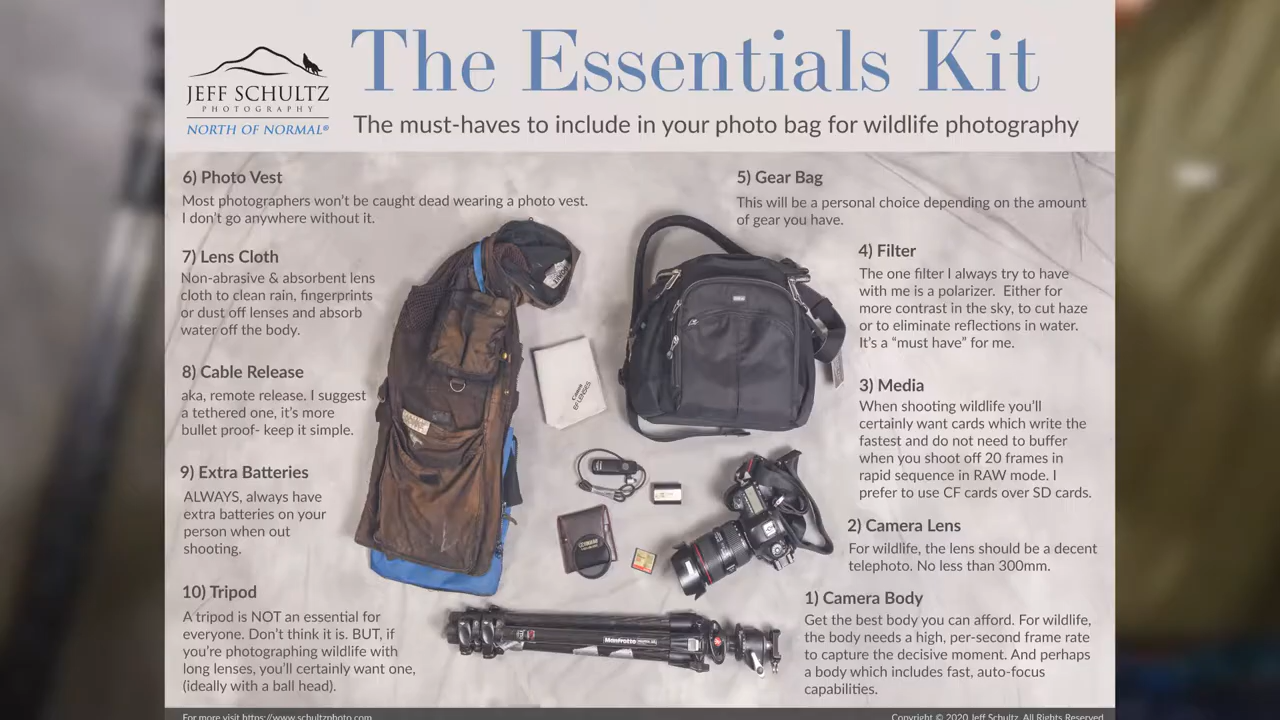 JEFF SCHULTZ
PHOTOGRAPHY
NORTH OF NORMAL®
The Essentials Kit
The must-haves to include in your photo bag for wildlife photography
6) Photo Vest
Most photographers won't be caught dead wearing a photo vest.
I don't go anywhere without it.
7) Lens Cloth
Non-abrasive & absorbent lens
cloth to clean rain, fingerprints
or dust off lenses and absorb
water off the body.
8) Cable Release
aka, remote release. I suggest
a tethered one, it's more
bullet proof- keep it simple.
9) Extra Batteries
ALWAYS, always have
extra batteries on your
person when out
shooting.
10) Tripod
A tripod is NOT an essential for
everyone. Don't think it is. BUT, if
you're photographing wildlife with
long lenses, you'll certainly want one,
(ideally with a ball head).
5) Gear Bag
This will be a personal choice depending on the amount
of gear you have.
4) Filter
The one filter I always try to have
with me is a polarizer. Either for
more contrast in the sky, to cut haze
or to eliminate reflections in water.
It's a "must have" for me.
3) Media
When shooting wildlife you'll
certainly want cards which write the
fastest and do not need to buffer
when you shoot off 20 frames in
rapid sequence in RAW mode. I
prefer to use CF cards over SD cards.
2) Camera Lens
For wildlife, the lens should be a decent
telephoto. No less than 300mm.
1) Camera Body
Get the best body you can afford. For wildlife,
the body needs a high, per-second frame rate
to capture the decisive moment. And perhaps
a body which includes fast, auto-focus
capabilities.
Canon
EF LENSES
Manfrotto
For more visit https://www.schultzphoto.com
Copyright © 2020 Jeff Schultz, All Rights Reserved